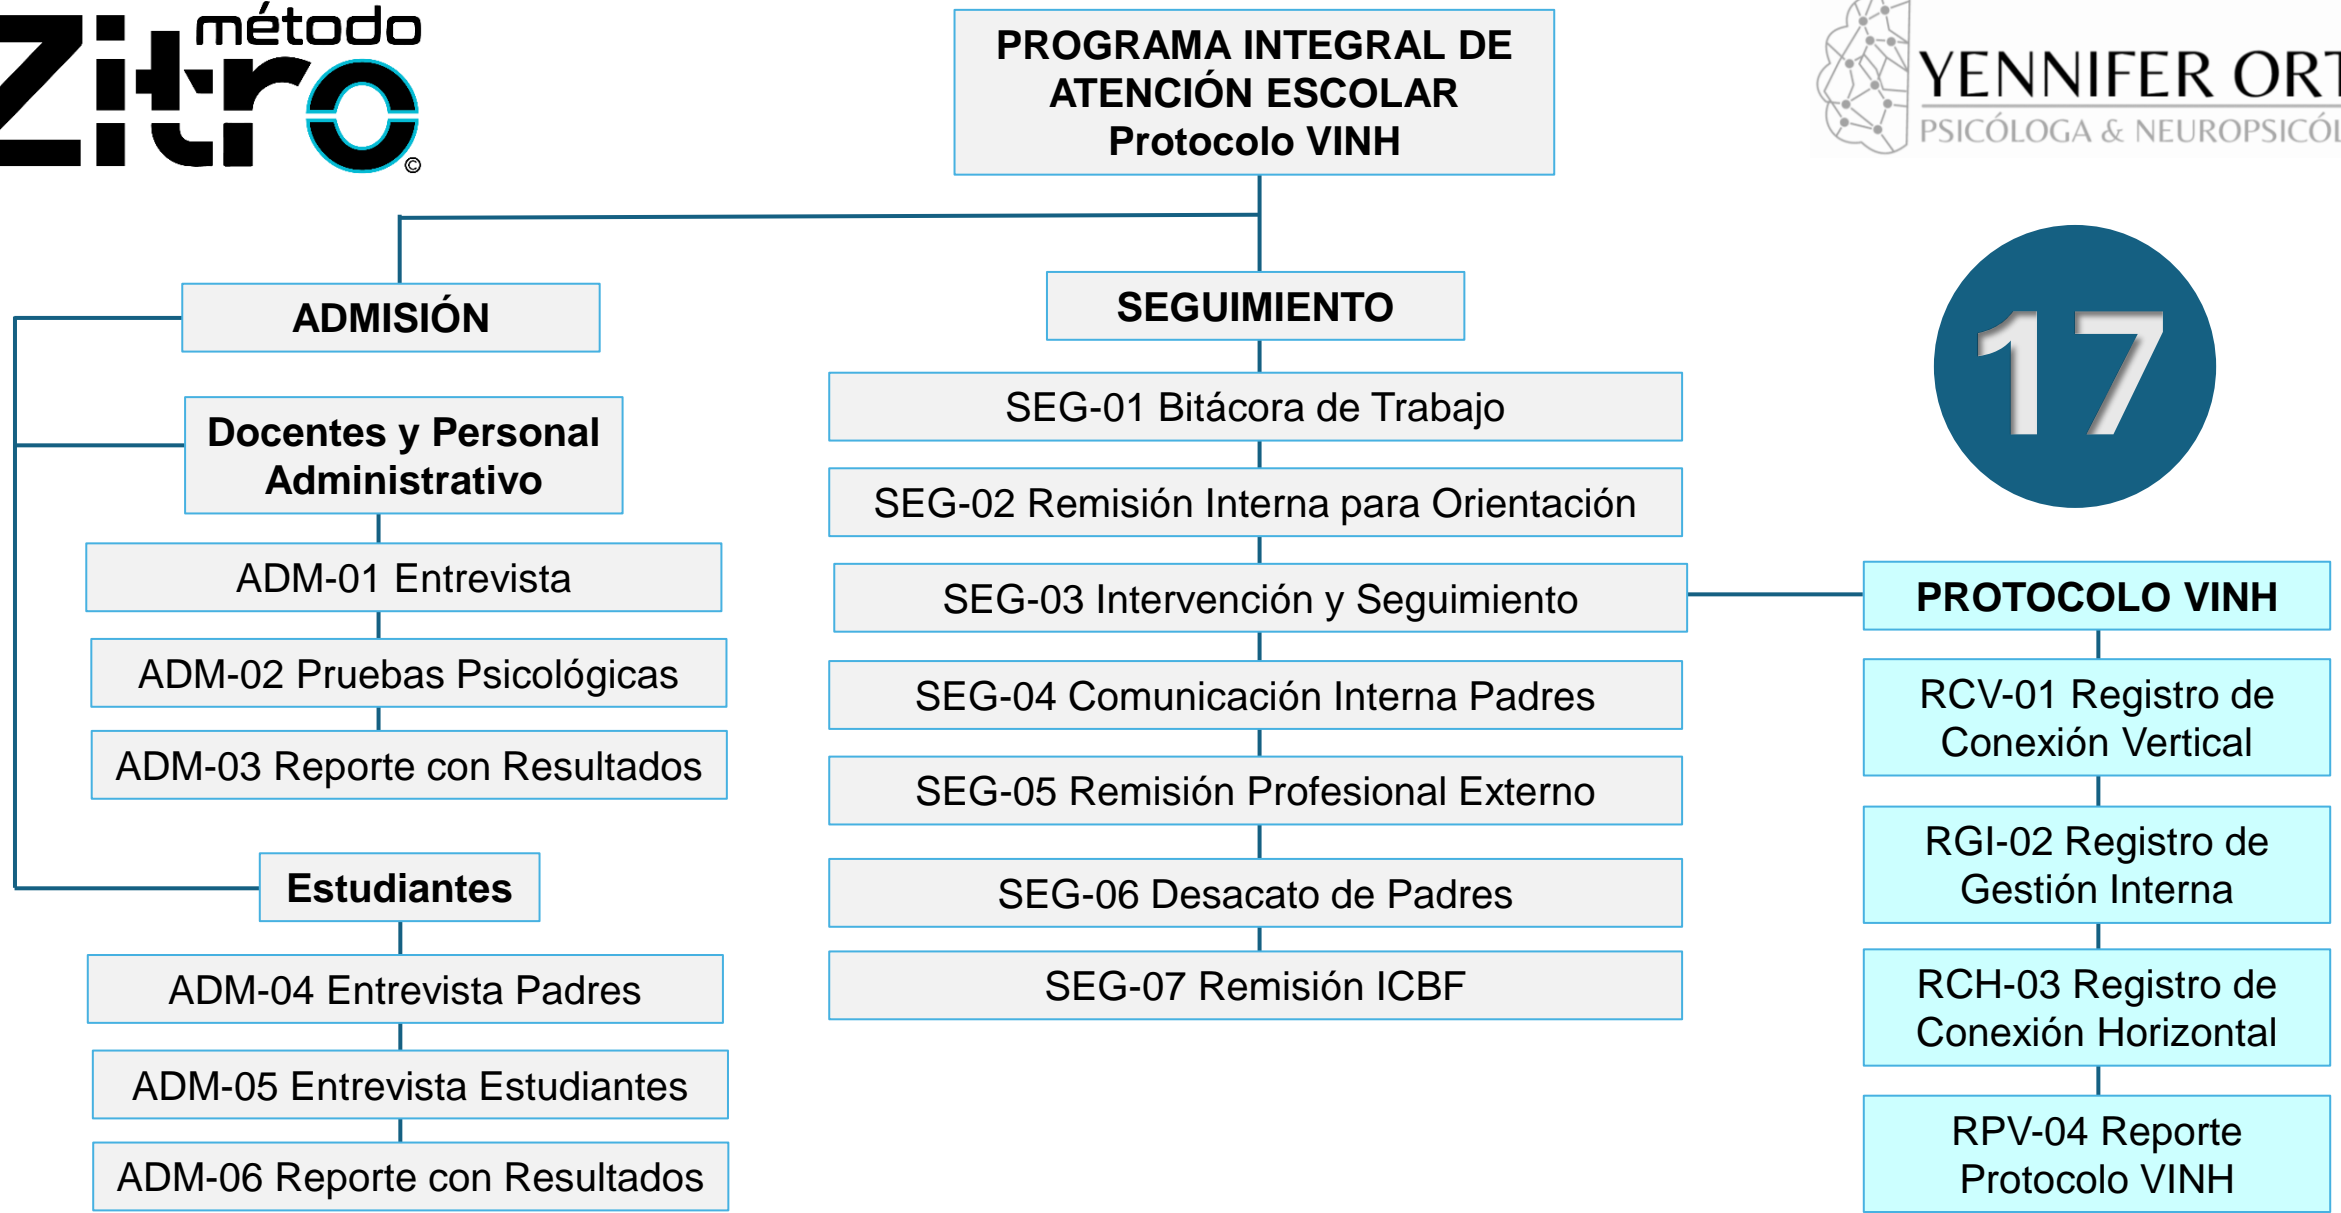 método
Zitro
©
PROGRAMA INTEGRAL DE
ATENCIÓN ESCOLAR
Protocolo VINH
YENNIFER ORT
PSICÓLOGA & NEUROPSICÓL
17
ADMISIÓN
Docentes y Personal
Administrativo
ADM-01 Entrevista
ADM-02 Pruebas Psicológicas
ADM-03 Reporte con Resultados
Estudiantes
ADM-04 Entrevista Padres
ADM-05 Entrevista Estudiantes
ADM-06 Reporte con Resultados
SEGUIMIENTO
SEG-01 Bitácora de Trabajo
SEG-02 Remisión Interna para Orientación
SEG-03 Intervención y Seguimiento
SEG-04 Comunicación Interna Padres
SEG-05 Remisión Profesional Externo
SEG-06 Desacato de Padres
SEG-07 Remisión ICBF
PROTOCOLO VINH
RCV-01 Registro de
Conexión Vertical
RGI-02 Registro de
Gestión Interna
RCH-03 Registro de
Conexión Horizontal
RPV-04 Reporte
Protocolo VINH